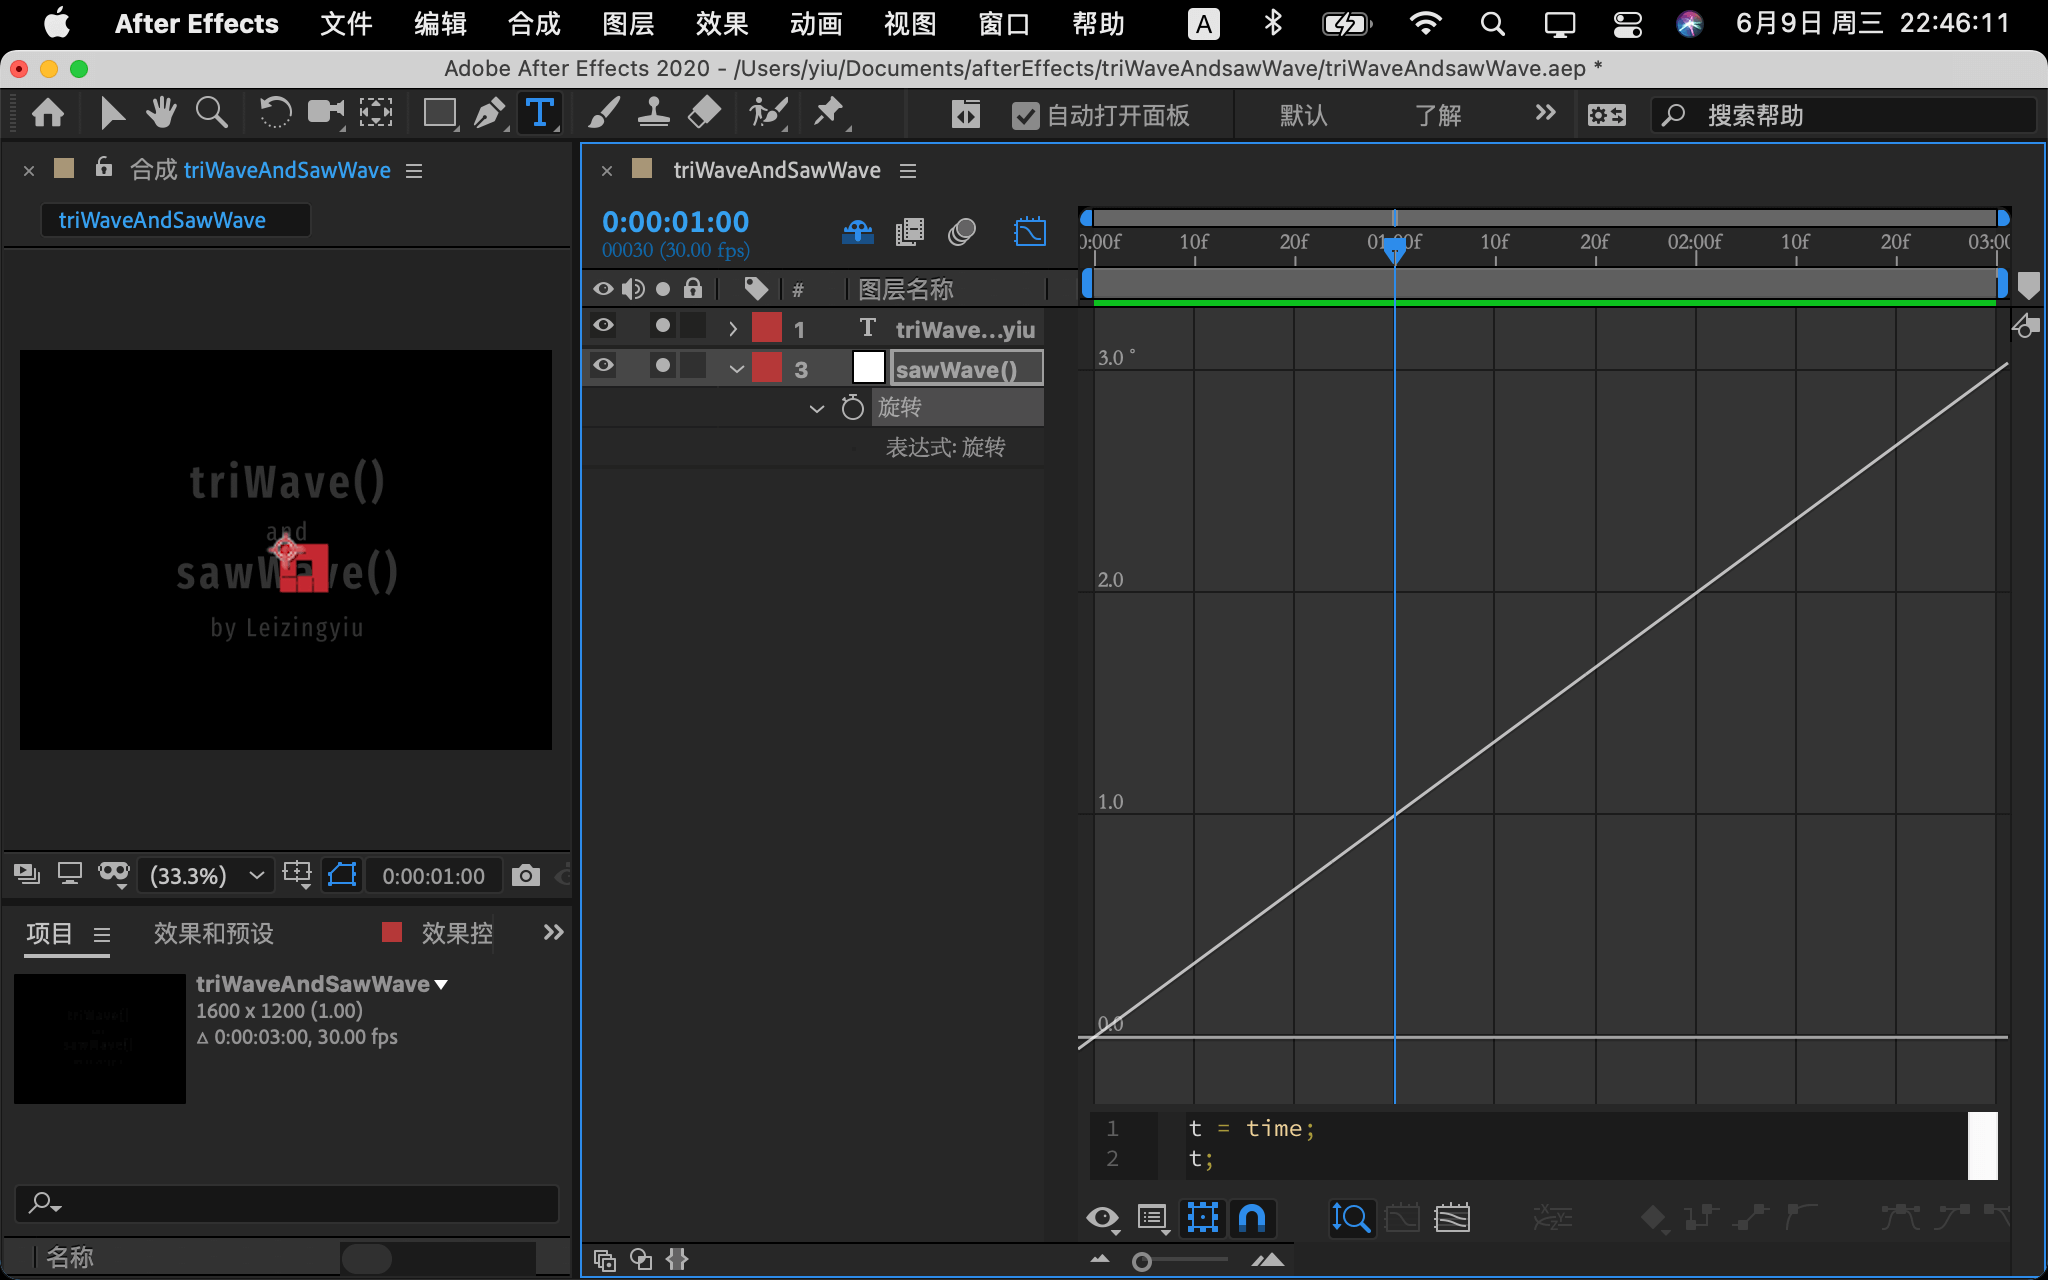 After Effects 文件 编辑 合成 图层 效果 动画 视图 窗口 帮助 A 6月9日 周三 22:46:11
Adobe After Effects 2020 - /Users/yiu/Documents/afterEffects/triWaveAndsawWave/triWaveAndsawWave.aep *
T 自动打开面板 默认 了解 搜索帮助
合成 triWaveAndSawWave
triWaveAndSawWave
triWave()
and
sawWave()
by Leizingyiu
(33.3%) 0:00:01:00
项目 效果和预设 效果控
triWaveAndSawWave
1600 x 1200 (1.00)
Δ 0:00:03:00, 30.00 fps
名称
triWaveAndSawWave
0:00:01:00
00030 (30.00 fps)
# 图层名称
1 T triWave...yiu
3 sawWave()
旋转
表达式: 旋转
0:00f 10f 20f 01:00f 10f 20f 02:00f 10f 20f 03:00
3.0 °
2.0
1.0
0.0
1 t = time;
2 t;